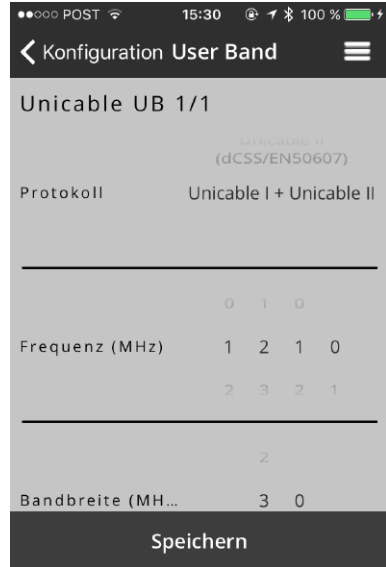 POST 15:30 100 %
Konfiguration User Band
Unicable UB 1/1
Unicable II
(dCSS/EN50607)
Protokoll Unicable I + Unicable II
0 1 0
Frequenz (MHz) 1 2 1 0
2 3 2 1
2
Bandbreite (MH... 3 0
Speichern